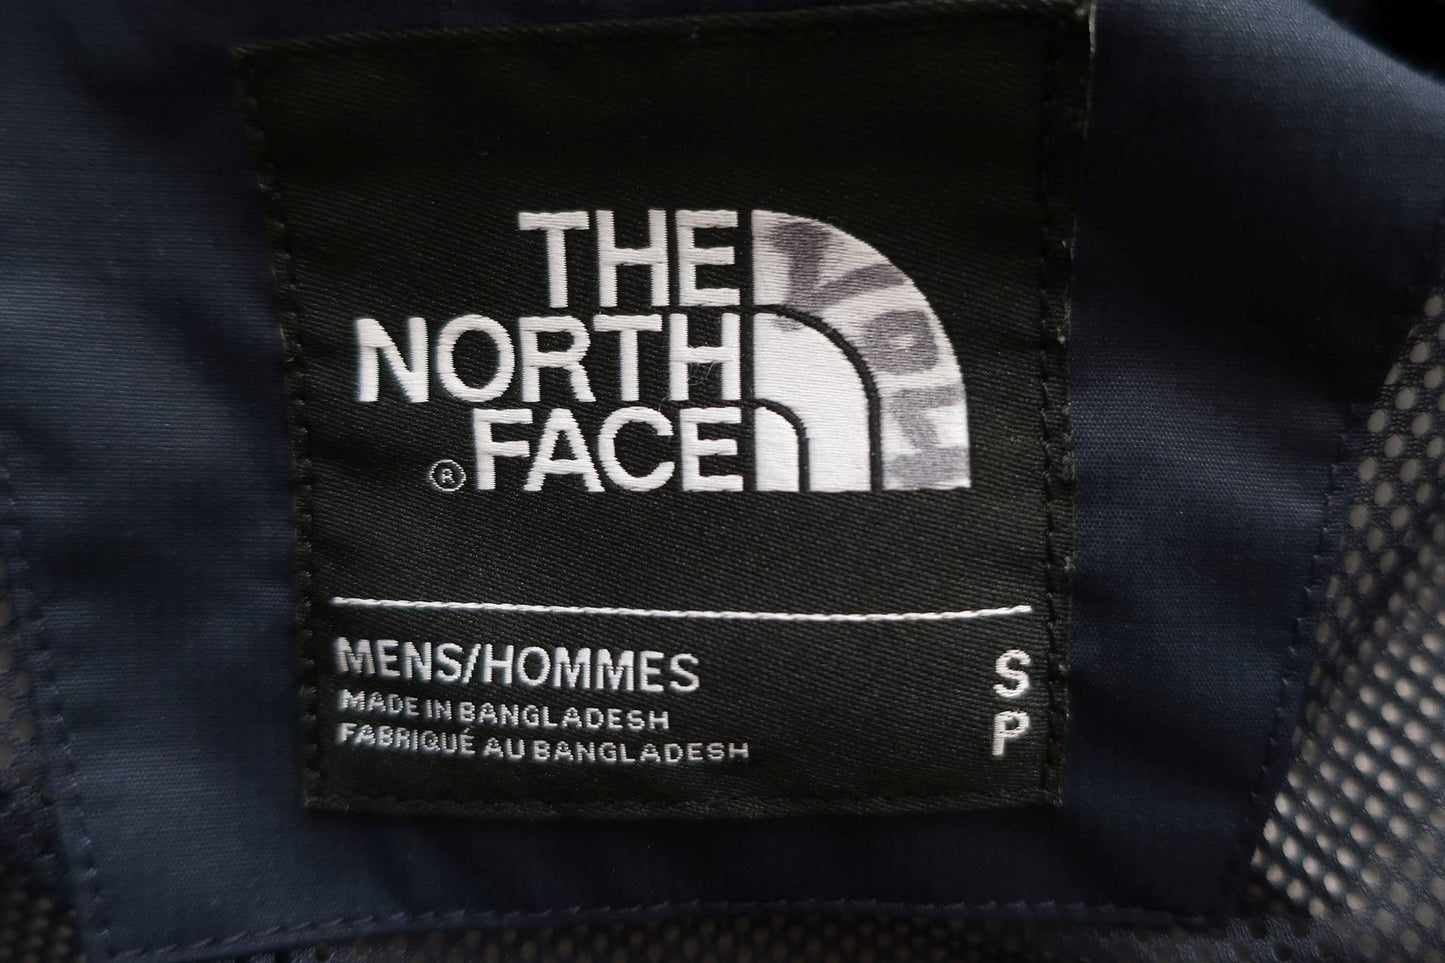 THE
NORTH
FACE
®
MENS/HOMMES S
MADE IN BANGLADESH P
FABRIQUÉ AU BANGLADESH